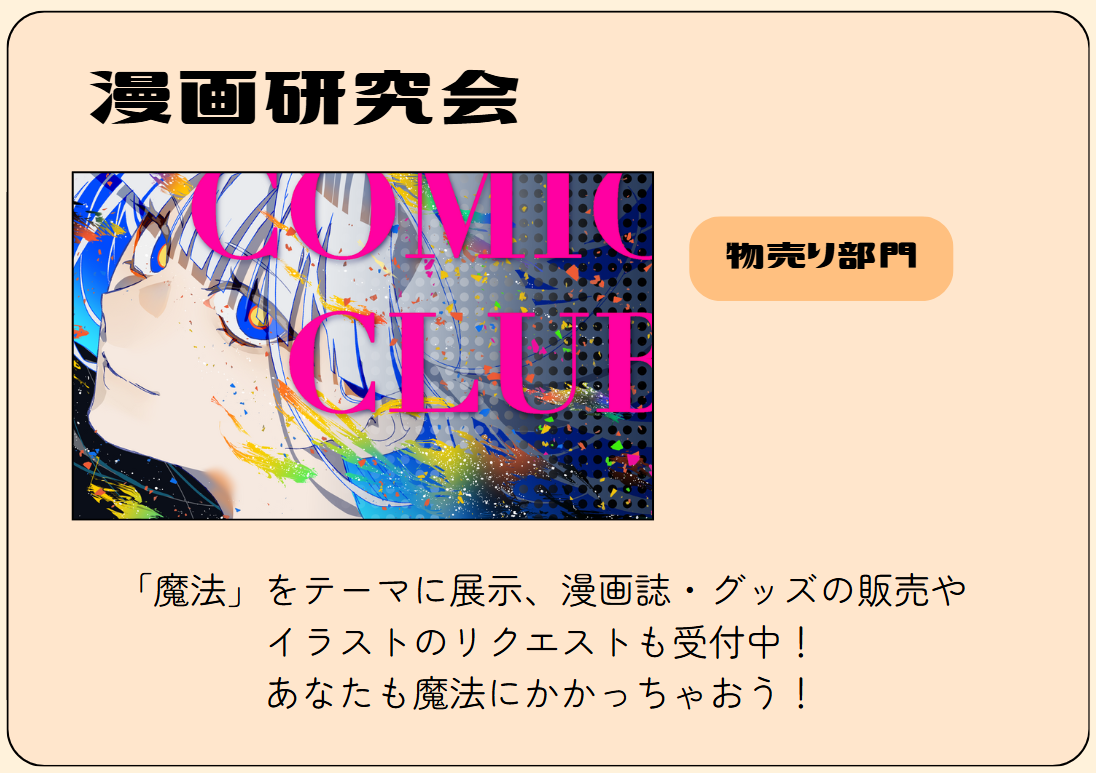 漫画研究会
COMIC
CLUB
物売り部門
「魔法」をテーマに展示、漫画誌・グッズの販売や
イラストのリクエストも受付中！
あなたも魔法にかかっちゃおう！